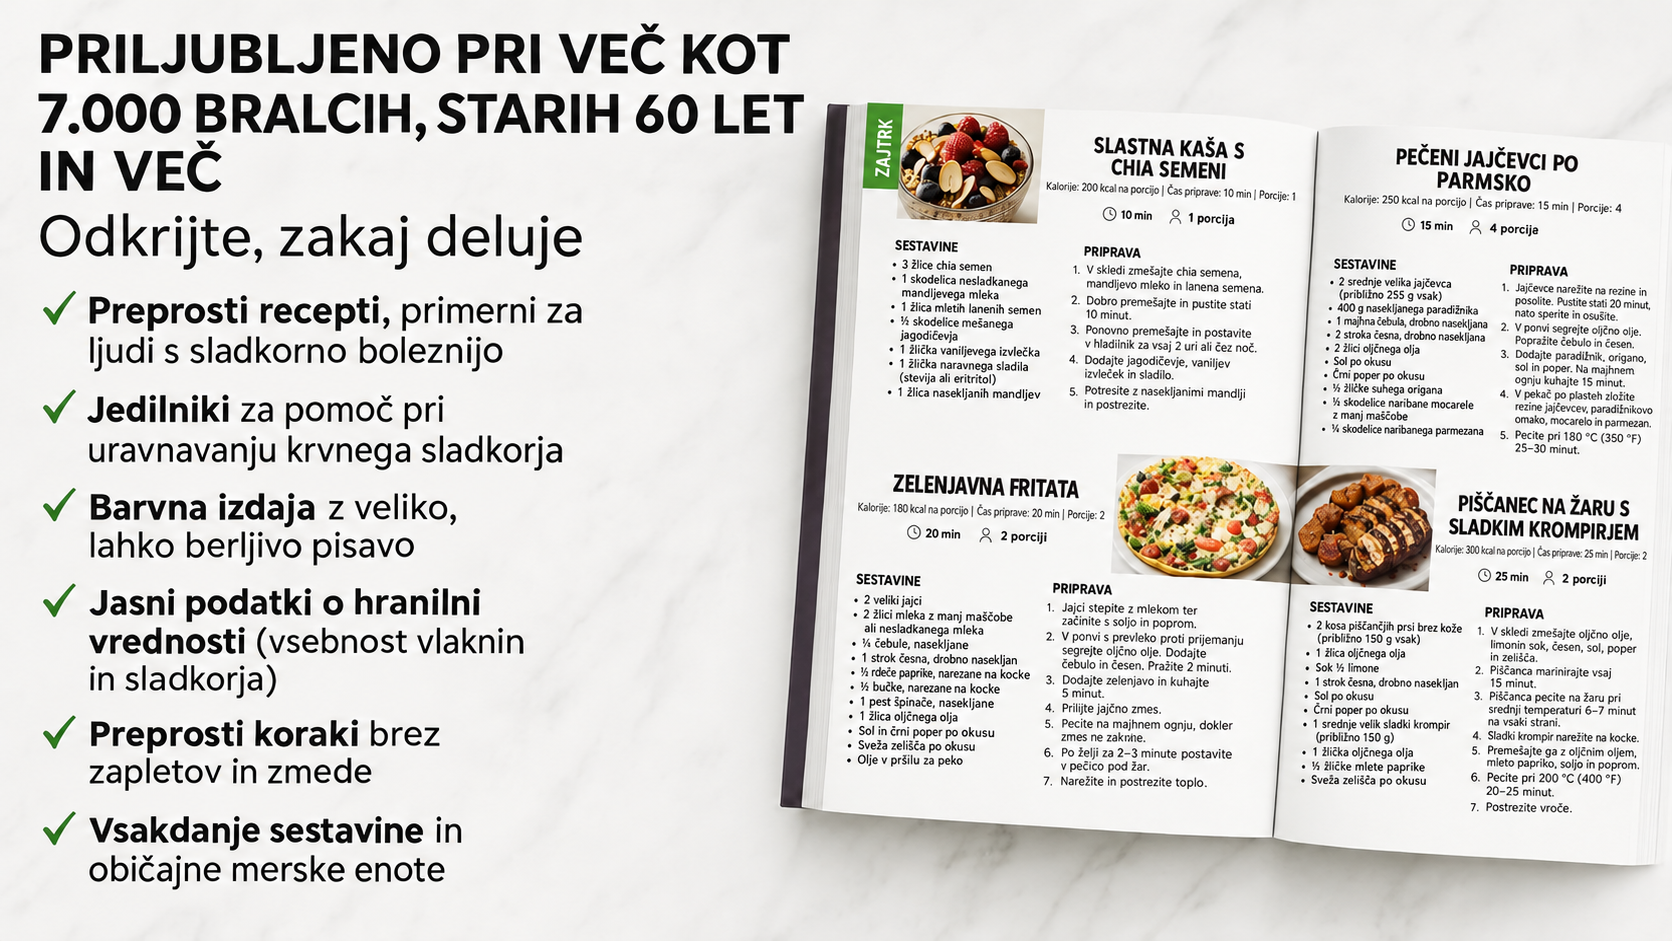 PRILJUBLJENO PRI VEČ KOT
7.000 BRALCIH, STARIH 60 LET
IN VEČ
Odkrijte, zakaj deluje
Preprosti recepti, primerni za
ljudi s sladkorno boleznijo
Jedilniki za pomoč pri
uravnavanju krvnega sladkorja
Barvna izdaja z veliko,
lahko berljivo pisavo
Jasni podatki o hranilni
vrednosti (vsebnost vlaknin
in sladkorja)
Preprosti koraki brez
zapletov in zmede
Vsakdanje sestavine in
običajne merske enote
ZAJTRK
SLASTNA KAŠA S
CHIA SEMENI
Kalorije: 200 kcal na porcijo | Čas priprave: 10 min | Porcije: 1
10 min 1 porcija
SESTAVINE
• 3 žlice chia semen
• 1 skodelica nesladkanega
mandljevega mleka
• 1 žlica mletih lanenih semen
• ½ skodelice mešanega
jagodičevja
• 1 žlička vaniljevega izvlečka
• 1 žlička naravnega sladila
(stevija ali eritritol)
• 1 žlica nasekljanih mandljev
PRIPRAVA
1. V skledi zmešajte chia semena,
mandljevo mleko in lanena semena.
2. Dobro premešajte in pustite stati
10 minut.
3. Ponovno premešajte in postavite
v hladilnik za vsaj 2 uri ali čez noč.
4. Dodajte jagodičevje, vaniljev
izvleček in sladilo.
5. Potresite z nasekljanimi mandlji
in postrezite.
ZELENJAVNA FRITATA
Kalorije: 180 kcal na porcijo | Čas priprave: 20 min | Porcije: 2
20 min 2 porciji
SESTAVINE
• 2 veliki jajci
• 2 žlici mleka z manj maščobe
ali nesladkanega mleka
• ¼ čebule, nasekljane
• 1 strok česna, drobno nasekljan
• ½ rdeče paprike, narezane na kocke
• ½ bučke, narezane na kocke
• 1 pest špinače, nasekljane
• 1 žlica oljčnega olja
• Sol in črni poper po okusu
• Sveža zelišča po okusu
• Olje v pršilu za peko
PRIPRAVA
1. Jajci stepite z mlekom ter
začinite s soljo in poprom.
2. V ponvi s prevleko proti prijemanju
segrejte oljčno olje. Dodajte
čebulo in česen. Pražite 2 minuti.
3. Dodajte zelenjavo in kuhajte
5 minut.
4. Prilijte jajčno zmes.
5. Pecite na majhnem ognju, dokler
zmes ne zakrne.
6. Po želji za 2–3 minute postavite
v pečico pod žar.
7. Narežite in postrezite toplo.
PEČENI JAJČEVCI PO
PARMSKO
Kalorije: 250 kcal na porcijo | Čas priprave: 15 min | Porcije: 4
15 min 4 porcija
SESTAVINE
• 2 srednje velika jajčevca
(približno 255 g vsak)
• 400 g nasekljanega paradižnika
• 1 majhna čebula, drobno nasekljana
• 2 stroka česna, drobno nasekljana
• 2 žlici oljčnega olja
• Sol po okusu
• Črni poper po okusu
• ½ žličke suhega origana
• ½ skodelice naribane mocarele
z manj maščobe
• ¼ skodelice naribanega parmezana
PRIPRAVA
1. Jajčevce narežite na rezine in
posolite. Pustite stati 20 minut,
nato sperite in osušite.
2. V ponvi segrejte oljčno olje.
Popražite čebulo in česen.
3. Dodajte paradižnik, origano,
sol in poper. Na majhnem
ognju kuhajte 15 minut.
4. V pekač po plasteh zložite
rezine jajčevcev, paradižnikovo
omako, mocarelo in parmezan.
5. Pecite pri 180 °C (350 °F)
25–30 minut.
PIŠČANEC NA ŽARU S
SLADKIM KROMPIRJEM
Kalorije: 300 kcal na porcijo | Čas priprave: 25 min | Porcije: 2
25 min 2 porciji
SESTAVINE
• 2 kosa piščančjih prsi brez kože
(približno 150 g vsak)
• 1 žlica oljčnega olja
• Sok ½ limone
• 1 strok česna, drobno nasekljan
• Sol po okusu
• Črni poper po okusu
• 1 srednje velik sladki krompir
(približno 150 g)
• 1 žlička oljčnega olja
• ½ žličke mlete paprike
• Sveža zelišča po okusu
PRIPRAVA
1. V skledi zmešajte oljčno olje,
limonin sok, česen, sol, poper
in zelišča.
2. Piščanca marinirajte vsaj
15 minut.
3. Piščanca pecite na žaru pri
srednji temperaturi 6–7 minut
na vsaki strani.
4. Sladki krompir narežite na kocke.
5. Premešajte ga z oljčnim oljem,
mleto papriko, soljo in poprom.
6. Pecite pri 200 °C (400 °F)
20–25 minut.
7. Postrezite vroče.